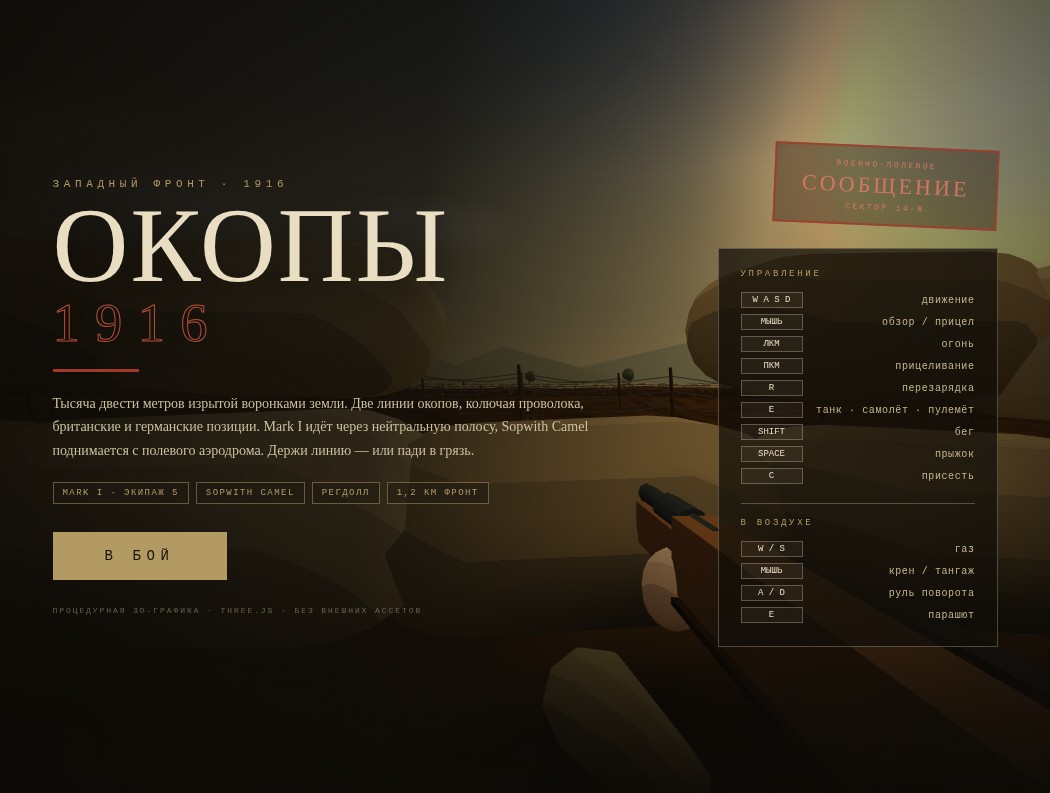 ЗАПАДНЫЙ ФРОНТ · 1916
ОКОПЫ
1916
Тысяча двести метров изрытой воронками земли. Две линии окопов, колючая проволока,
британские и германские позиции. Mark I идёт через нейтральную полосу, Sopwith Camel
поднимается с полевого аэродрома. Держи линию — или пади в грязь.
MARK I · ЭКИПАЖ 5 SOPWITH CAMEL РЕГДОЛЛ 1,2 КМ ФРОНТ
В БОЙ
ПРОЦЕДУРНАЯ 3D-ГРАФИКА · THREE.JS · БЕЗ ВНЕШНИХ АССЕТОВ
ВОЕННО-ПОЛЕВОЕ
СООБЩЕНИЕ
СЕКТОР 14-В
УПРАВЛЕНИЕ
W A S D движение
МЫШЬ обзор / прицел
ЛКМ огонь
ПКМ прицеливание
R перезарядка
E танк · самолёт · пулемёт
SHIFT бег
SPACE прыжок
C присесть
В ВОЗДУХЕ
W / S газ
МЫШЬ крен / тангаж
A / D руль поворота
E парашют